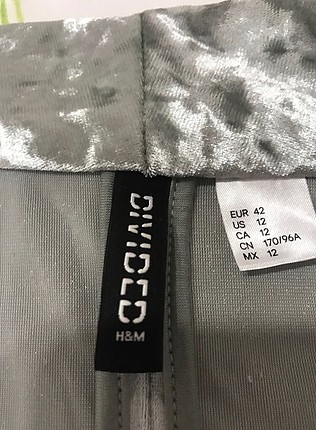 DIVIDED
H&M
EUR 42
US 12
CA 12
CN 170/96A
MX 12